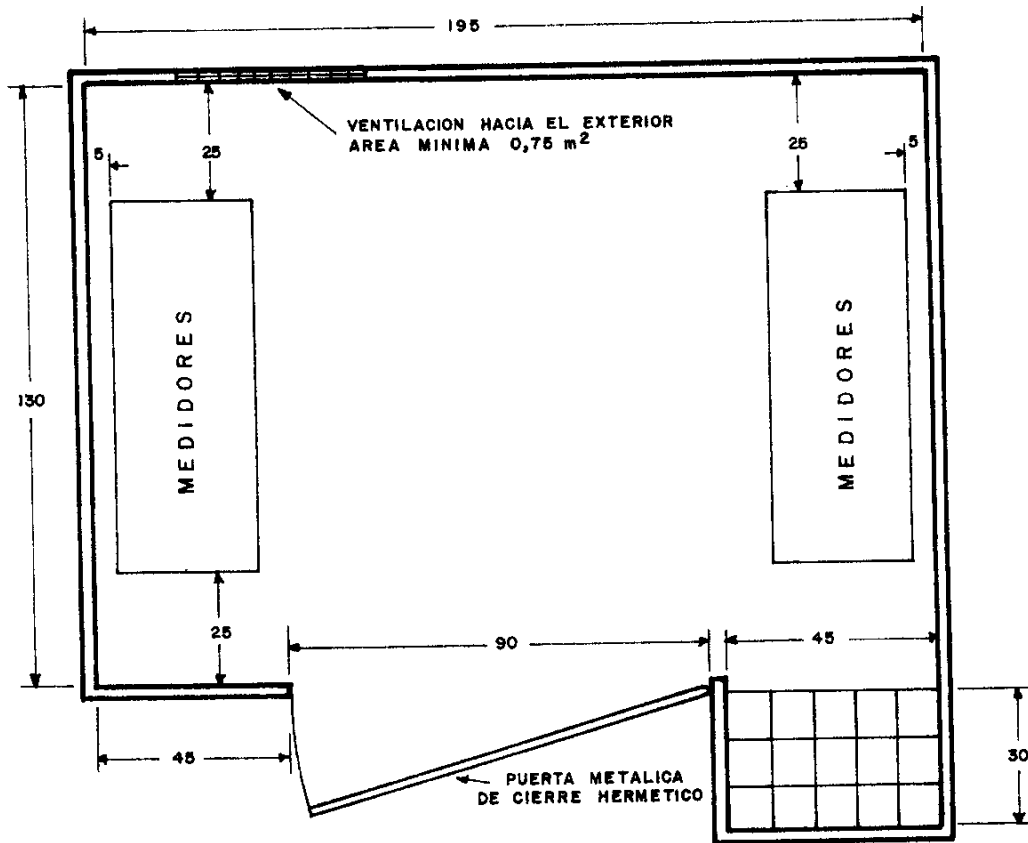 195
VENTILACION HACIA EL EXTERIOR
AREA MINIMA 0,75 m²
5
25
25
5
MEDIDORES
MEDIDORES
130
25
90
45
45
30
PUERTA METALICA
DE CIERRE HERMETICO